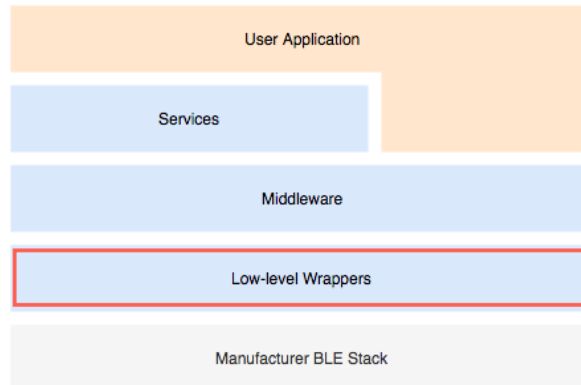 User Application
Services
Middleware
Low-level Wrappers
Manufacturer BLE Stack